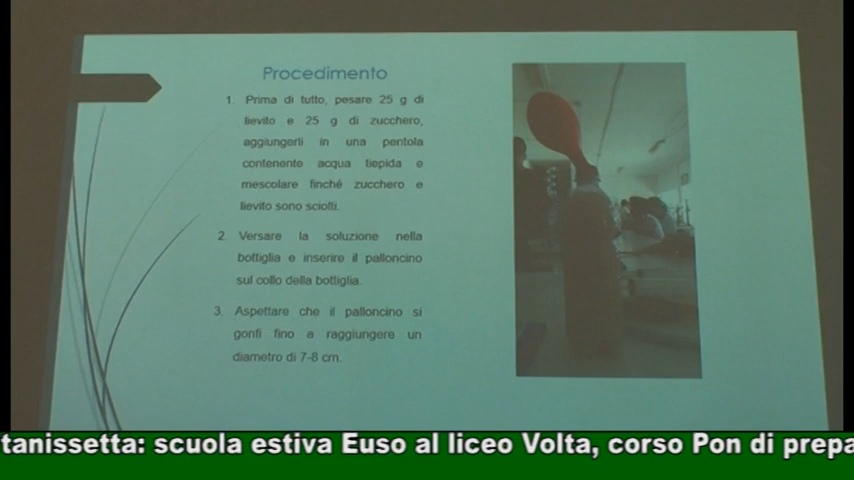 Procedimento
1. Prima di tutto, pesare 25 g di
lievito e 25 g di zucchero,
aggiungerli in una pentola
contenente acqua tiepida e
mescolare finché zucchero e
lievito sono sciolti.
2. Versare la soluzione nella
bottiglia e inserire il palloncino
sul collo della bottiglia.
3. Aspettare che il palloncino si
gonfi fino a raggiungere un
diametro di 7-8 cm.
tanissetta: scuola estiva Euso al liceo Volta, corso Pon di prepa